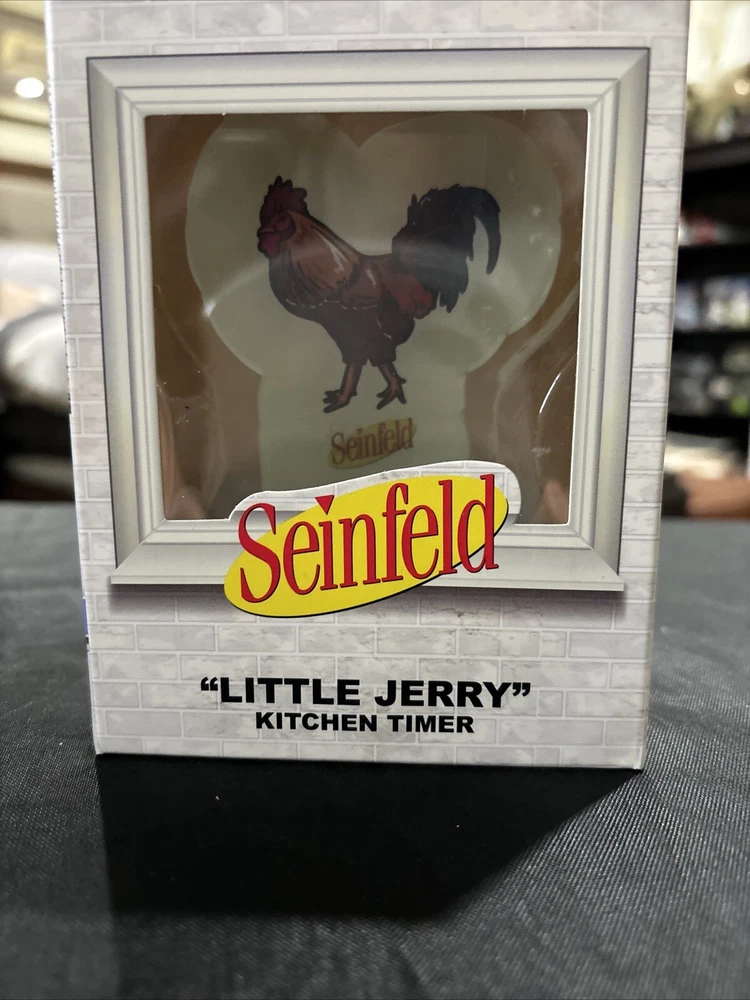 Seinfeld
Seinfeld
“LITTLE JERRY”
KITCHEN TIMER